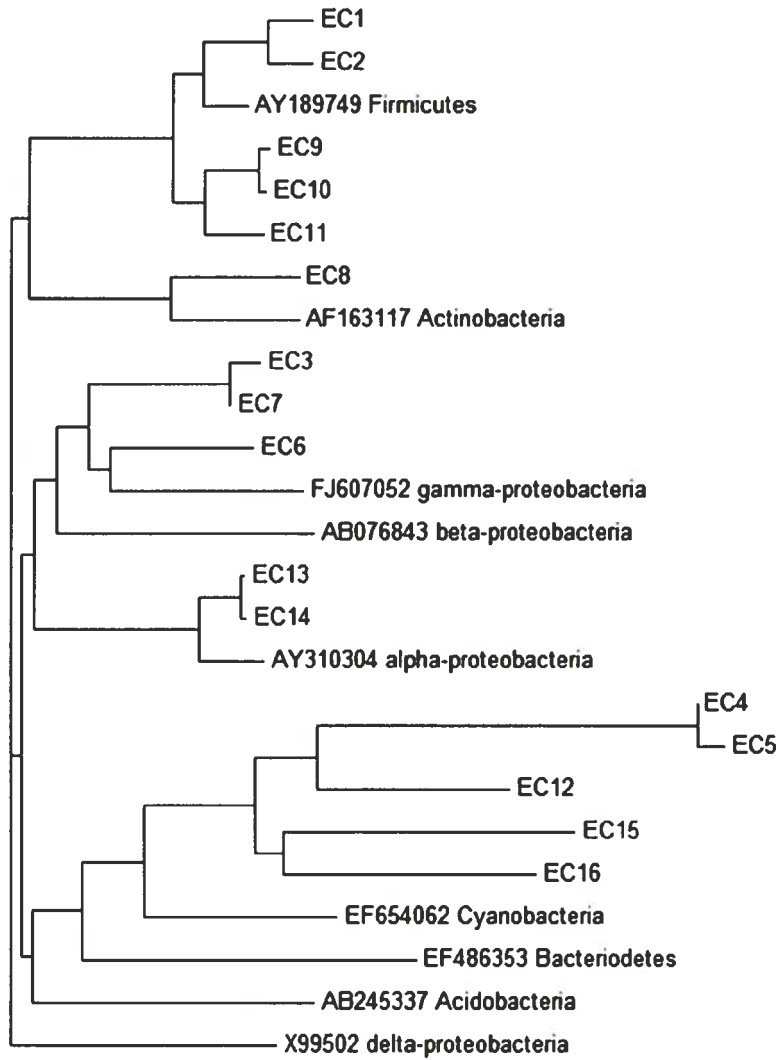 EC1
EC2
AY189749 Firmicutes
EC9
EC10
EC11
EC8
AF163117 Actinobacteria
EC3
EC7
EC6
FJ607052 gamma-proteobacteria
AB076843 beta-proteobacteria
EC13
EC14
AY310304 alpha-proteobacteria
EC4
EC5
EC12
EC15
EC16
EF654062 Cyanobacteria
EF486353 Bacteriodetes
AB245337 Acidobacteria
X99502 delta-proteobacteria